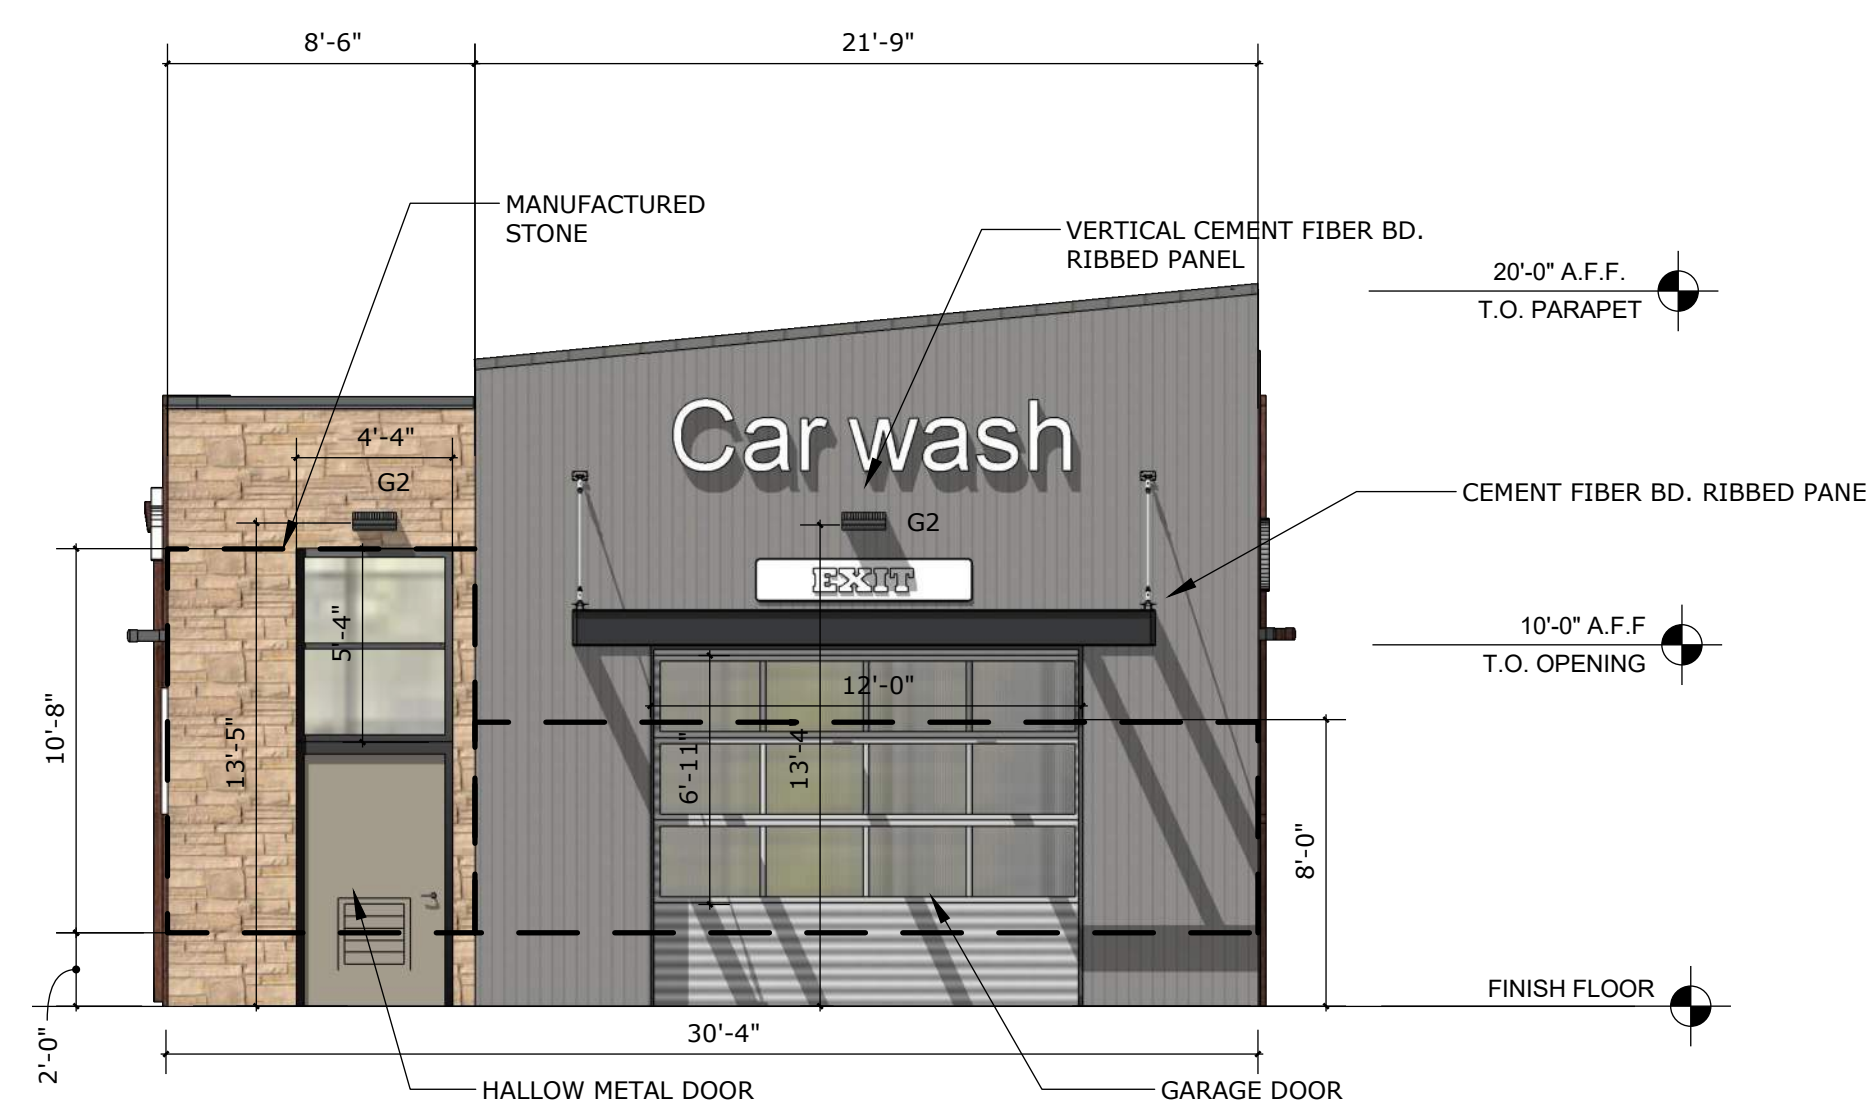 8'-6"
21'-9"
MANUFACTURED
STONE
VERTICAL CEMENT FIBER BD.
RIBBED PANEL
20'-0" A.F.F.
T.O. PARAPET
Car wash
4'-4"
G2
G2
CEMENT FIBER BD. RIBBED PANE
EXIT
5'-4"
10'-0" A.F.F
T.O. OPENING
12'-0"
10'-8"
13'-5"
6'-11"
13'-4
8'-0"
FINISH FLOOR
2'-0"
30'-4"
HALLOW METAL DOOR
GARAGE DOOR